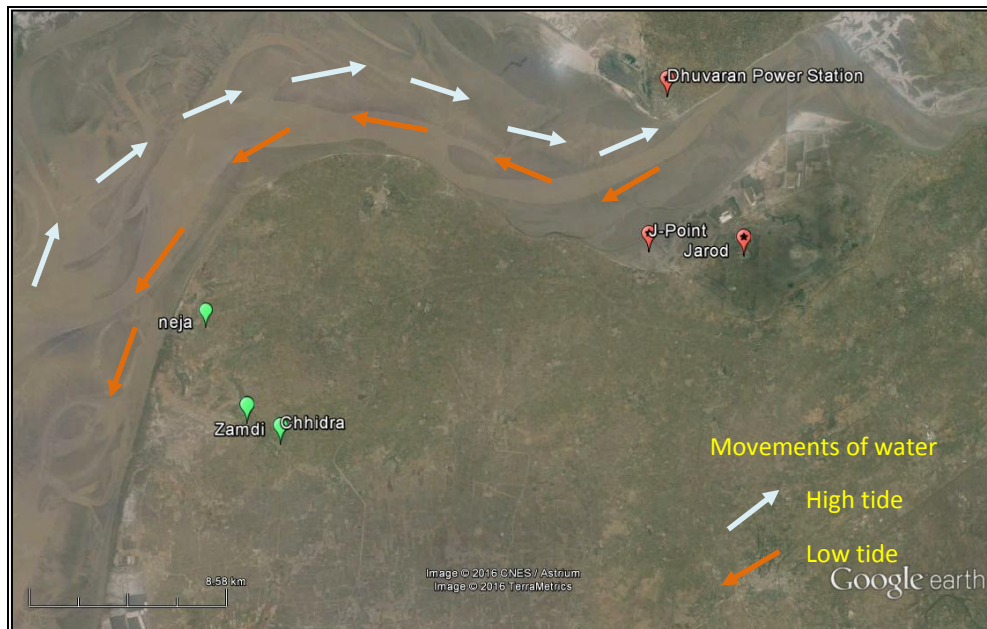 Dhuvaran Power Station
J-Point
Jarod
neja
Zamdi
Chhidra
Movements of water
High tide
Low tide
8.58 km
Image © 2016 CNES / Astrium
Image © 2016 TerraMetrics
Google earth